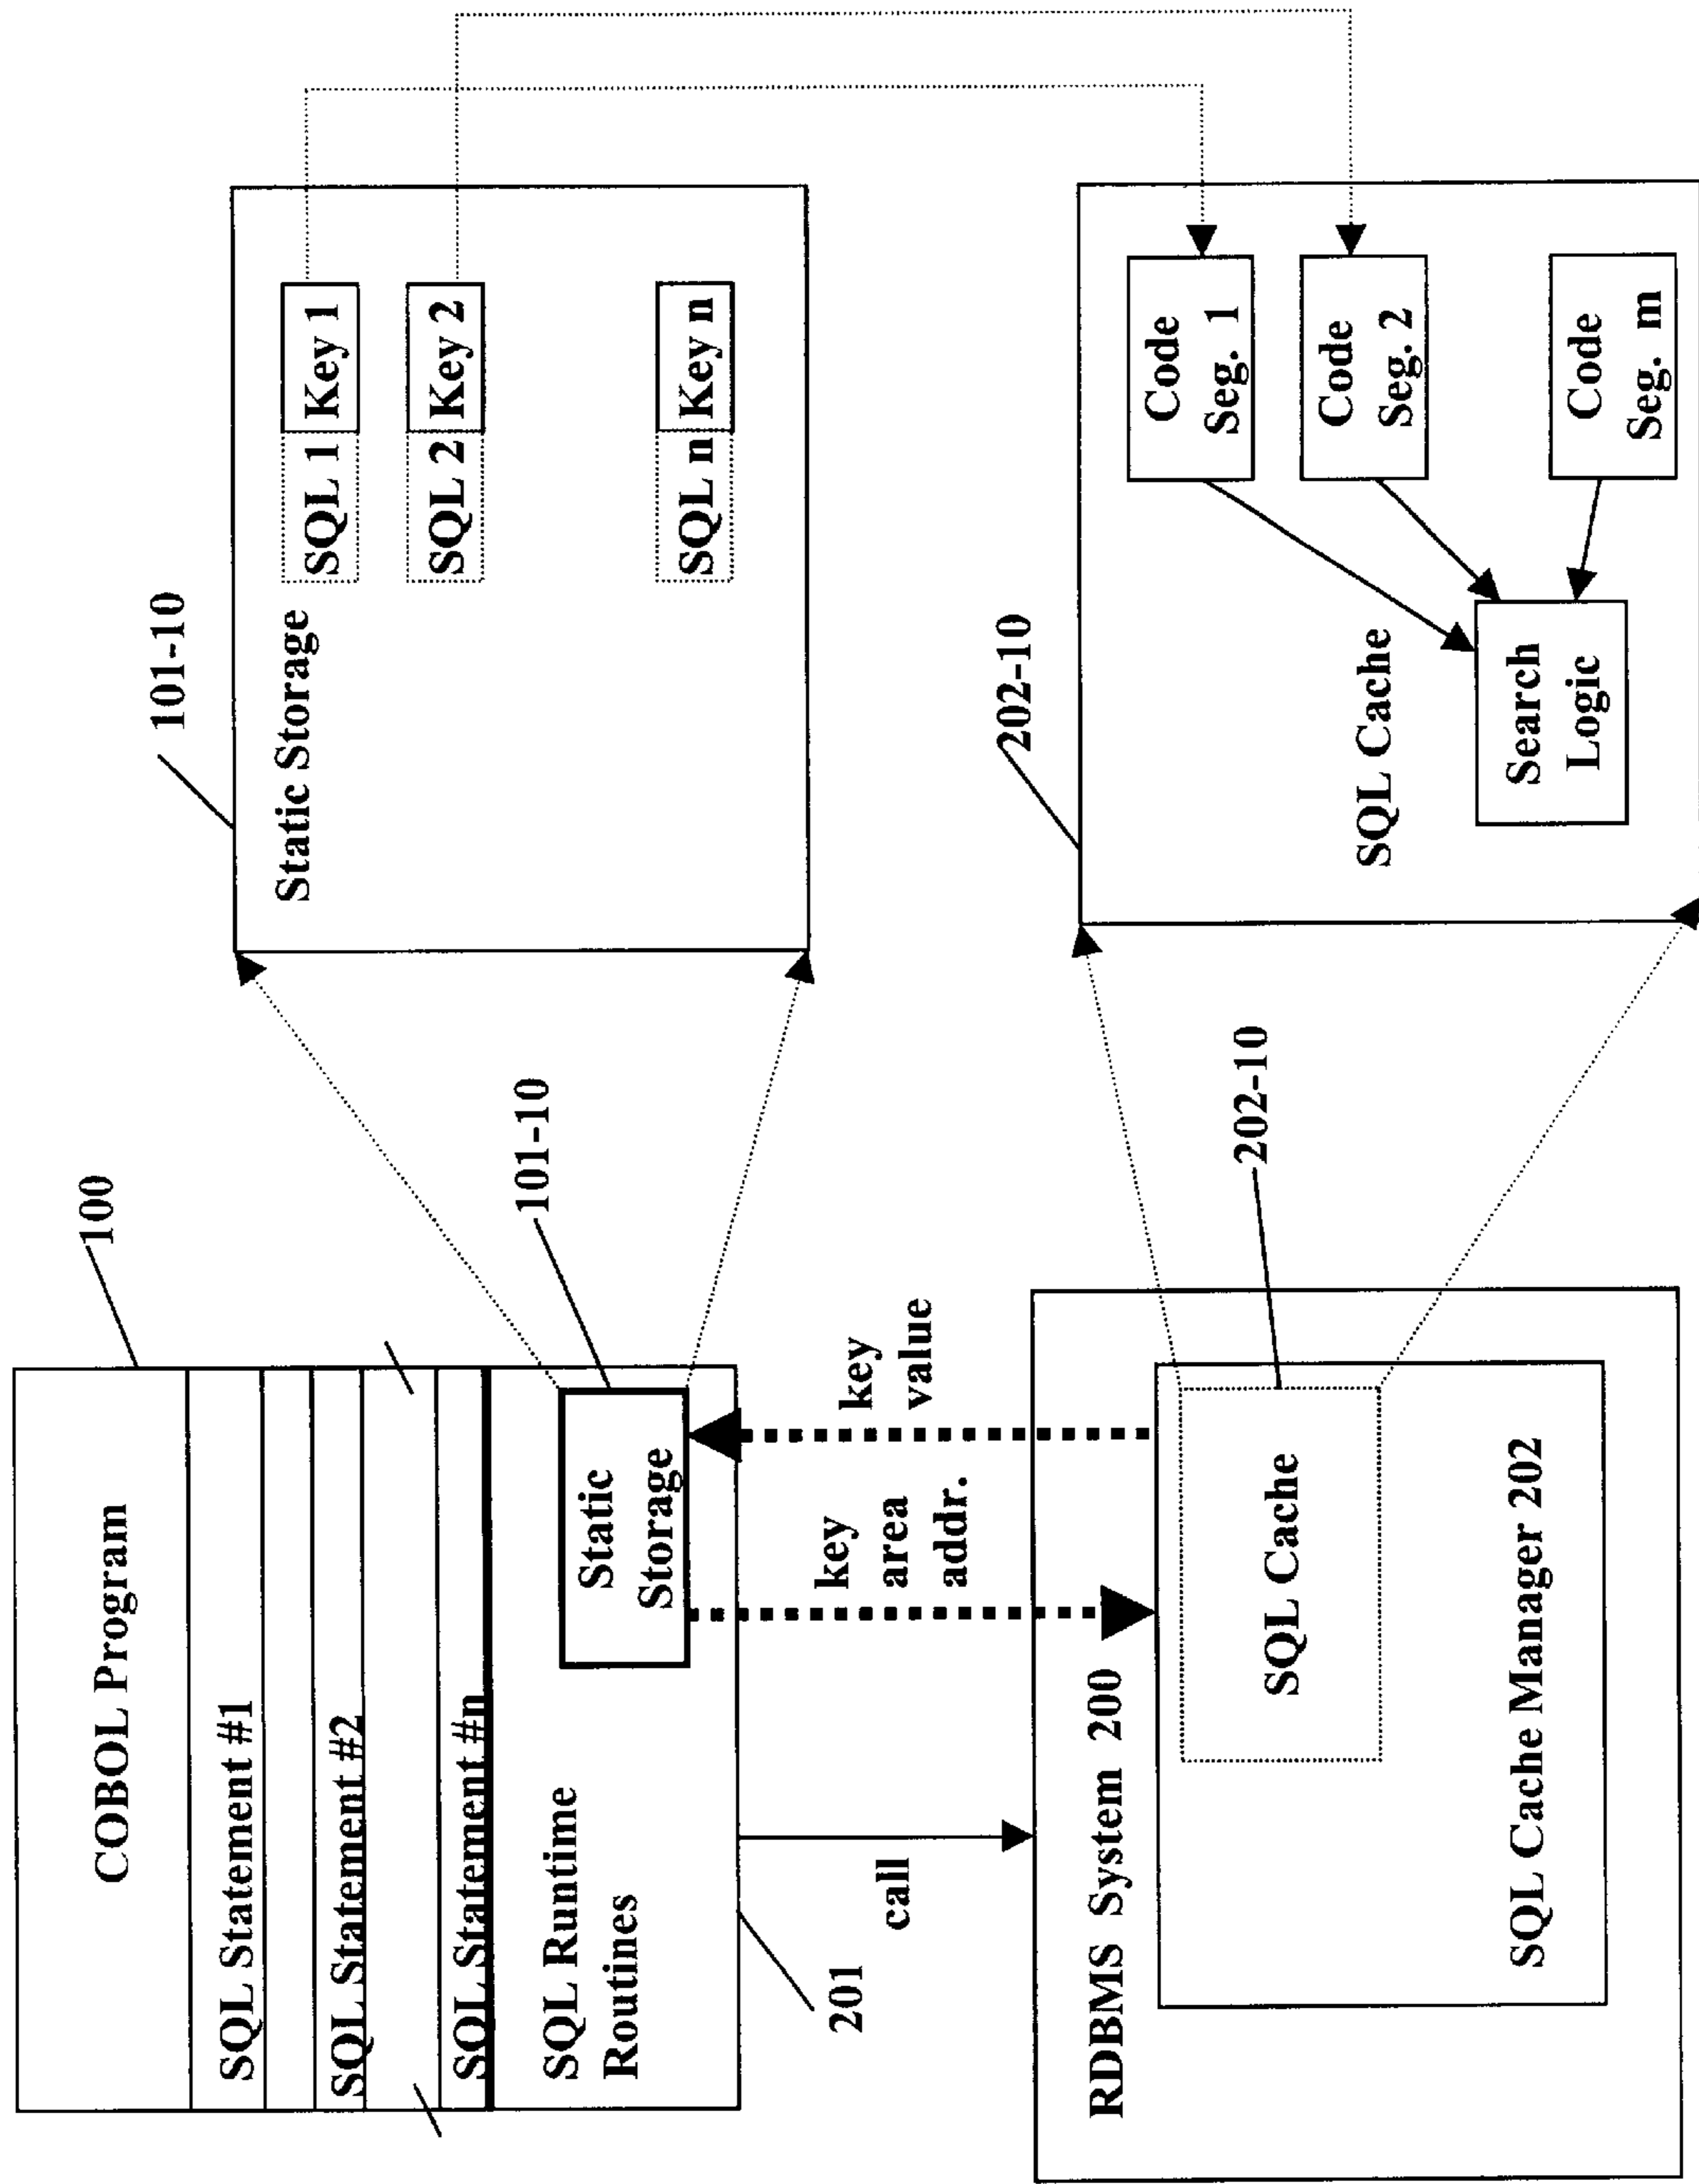 100
COBOL Program
SQL Statement #1
SQL Statement #2
SQL Statement #n
SQL Runtime
Routines
Static
Storage
101-10
201
call
key
area
addr.
key
value
RDBMS System 200
SQL Cache
202-10
SQL Cache Manager 202
101-10
Static Storage
SQL 1 Key 1
SQL 2 Key 2
SQL n Key n
202-10
SQL Cache
Search
Logic
Code
Seg. 1
Code
Seg. 2
Code
Seg. m